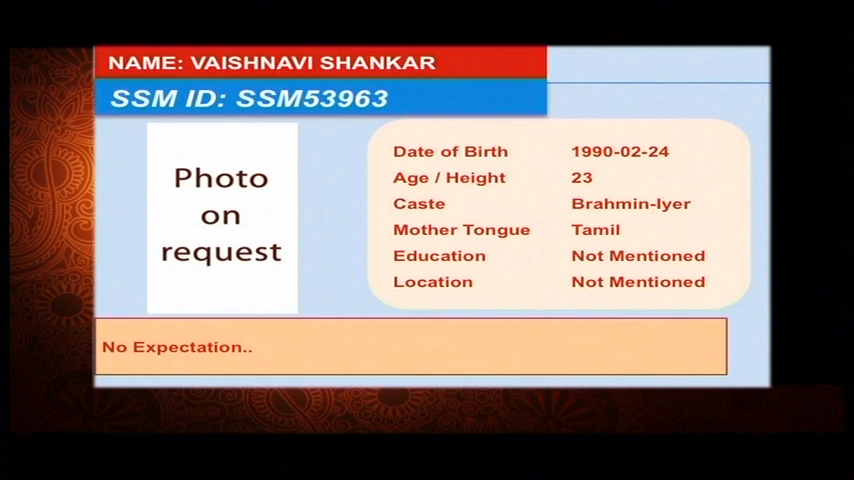 NAME: VAISHNAVI SHANKAR
SSM ID: SSM53963
Photo
on
request
Date of Birth 1990-02-24
Age / Height 23
Caste Brahmin-Iyer
Mother Tongue Tamil
Education Not Mentioned
Location Not Mentioned
No Expectation..